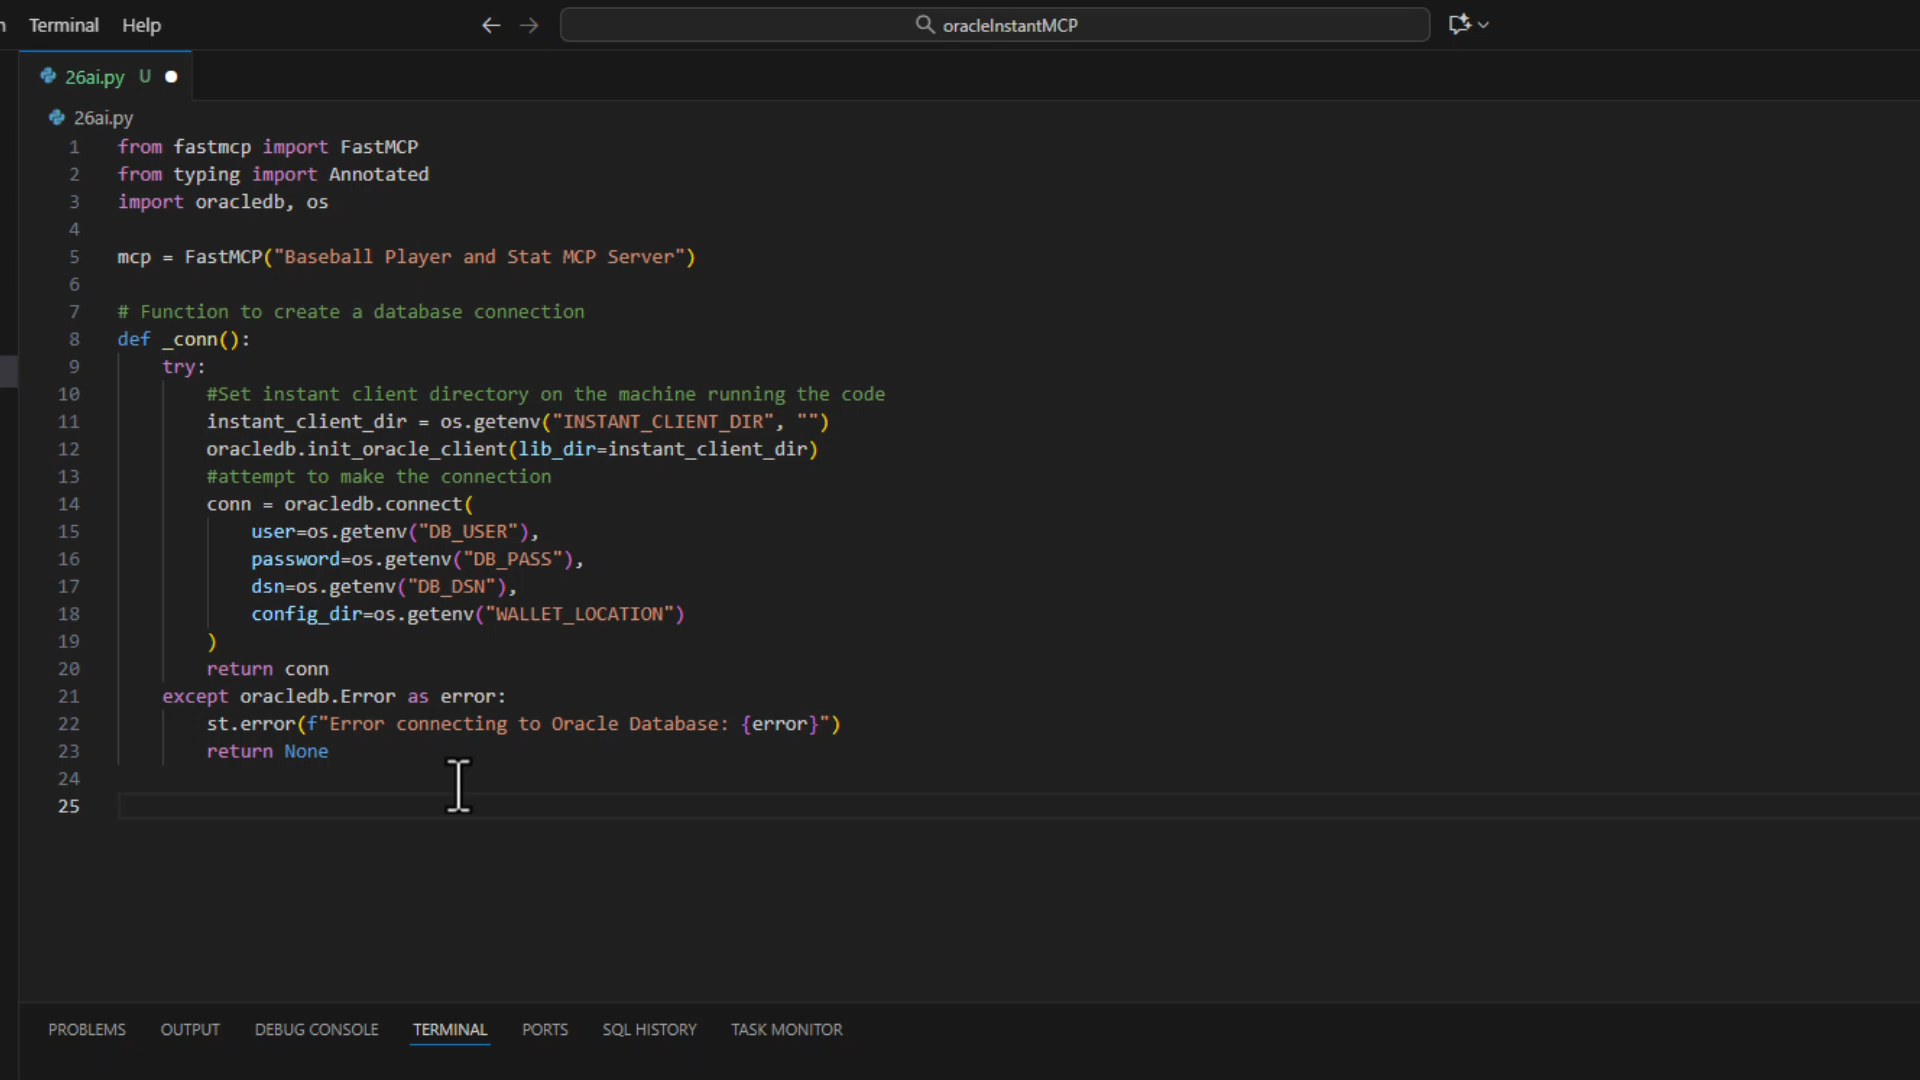 Terminal Help oracleInstantMCP
26ai.py U
26ai.py
1 from fastmcp import FastMCP
2 from typing import Annotated
3 import oracledb, os
4
5 mcp = FastMCP("Baseball Player and Stat MCP Server")
6
7 # Function to create a database connection
8 def _conn():
9 try:
10 #Set instant client directory on the machine running the code
11 instant_client_dir = os.getenv("INSTANT_CLIENT_DIR", "")
12 oracledb.init_oracle_client(lib_dir=instant_client_dir)
13 #attempt to make the connection
14 conn = oracledb.connect(
15 user=os.getenv("DB_USER"),
16 password=os.getenv("DB_PASS"),
17 dsn=os.getenv("DB_DSN"),
18 config_dir=os.getenv("WALLET_LOCATION")
19 )
20 return conn
21 except oracledb.Error as error:
22 st.error(f"Error connecting to Oracle Database: {error}")
23 return None
24
25
PROBLEMS OUTPUT DEBUG CONSOLE TERMINAL PORTS SQL HISTORY TASK MONITOR